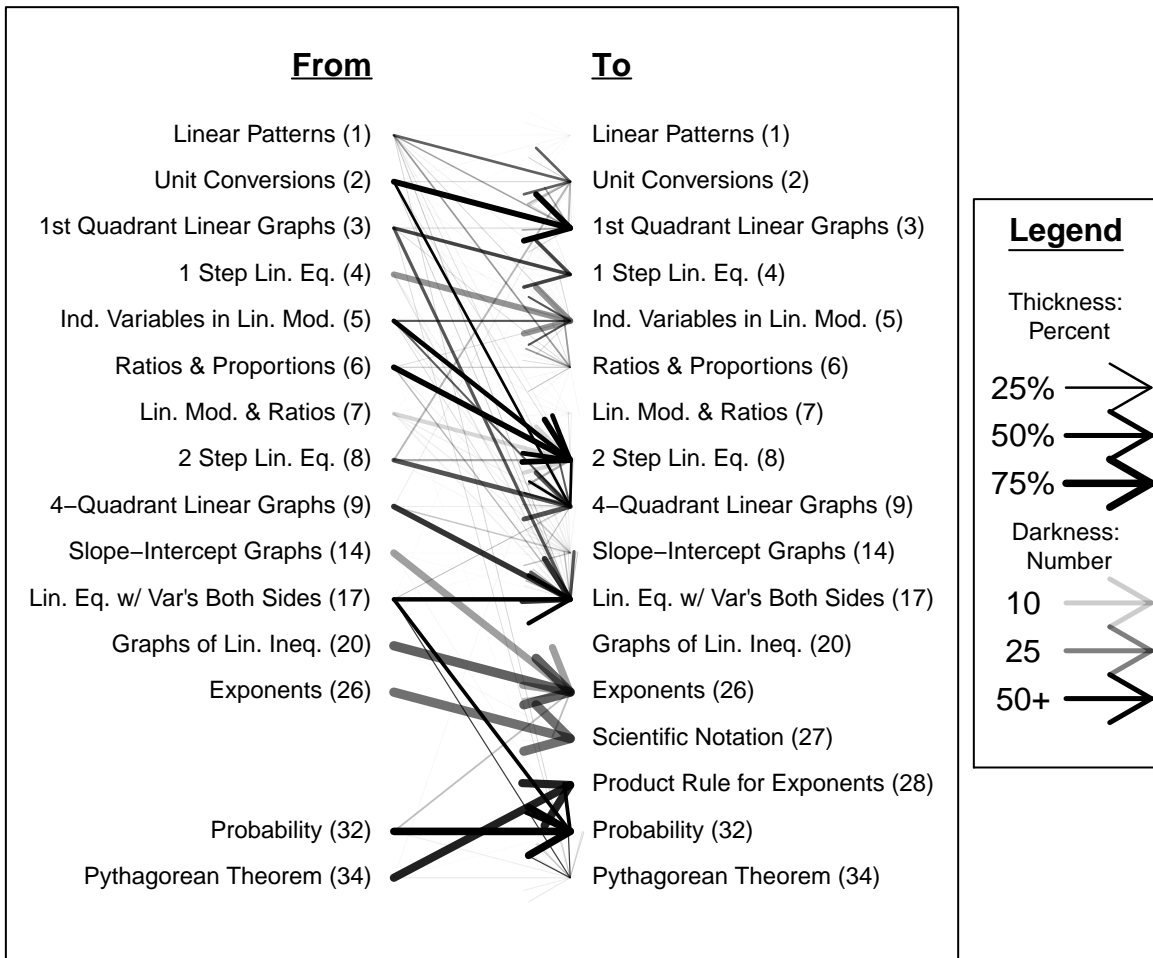 From
To
Linear Patterns (1)
Linear Patterns (1)
Unit Conversions (2)
Unit Conversions (2)
1st Quadrant Linear Graphs (3)
1st Quadrant Linear Graphs (3)
1 Step Lin. Eq. (4)
1 Step Lin. Eq. (4)
Ind. Variables in Lin. Mod. (5)
Ind. Variables in Lin. Mod. (5)
Ratios & Proportions (6)
Ratios & Proportions (6)
Lin. Mod. & Ratios (7)
Lin. Mod. & Ratios (7)
2 Step Lin. Eq. (8)
2 Step Lin. Eq. (8)
4−Quadrant Linear Graphs (9)
4−Quadrant Linear Graphs (9)
Slope−Intercept Graphs (14)
Slope−Intercept Graphs (14)
Lin. Eq. w/ Var's Both Sides (17)
Lin. Eq. w/ Var's Both Sides (17)
Graphs of Lin. Ineq. (20)
Graphs of Lin. Ineq. (20)
Exponents (26)
Exponents (26)
Scientific Notation (27)
Product Rule for Exponents (28)
Probability (32)
Probability (32)
Pythagorean Theorem (34)
Pythagorean Theorem (34)
Legend
Thickness:
Percent
25%
50%
75%
Darkness:
Number
10
25
50+